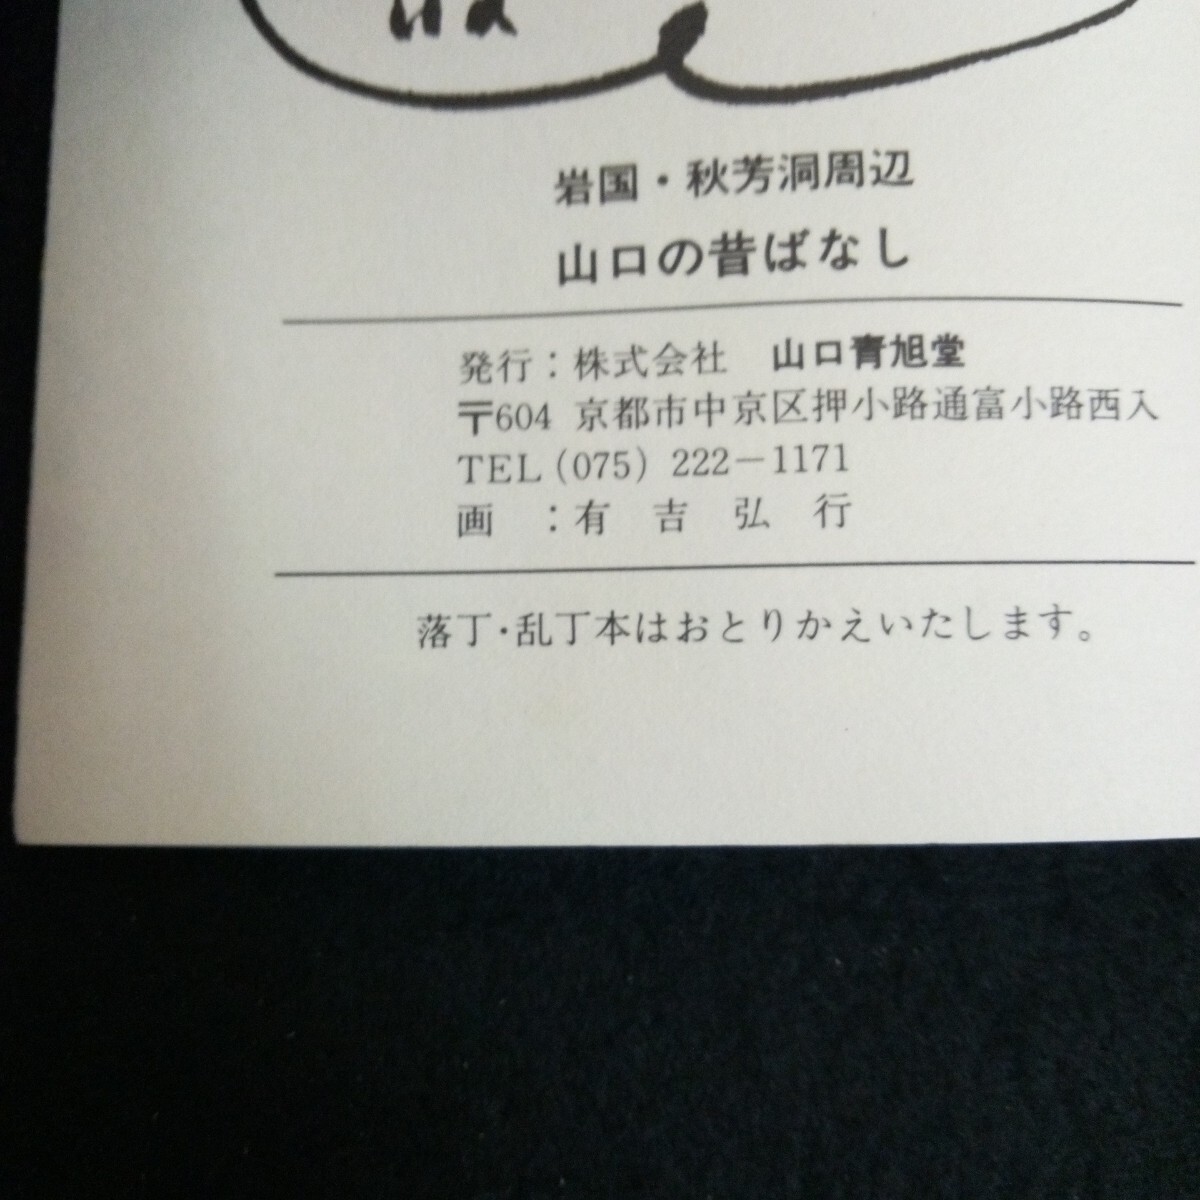 岩国・秋芳洞周辺
山口の昔ばなし
発行：株式会社　山口青旭堂
〒604 京都市中京区押小路通富小路西入
TEL (075) 222－1171
画　：有　吉　弘　行
落丁・乱丁本はおとりかえいたします。